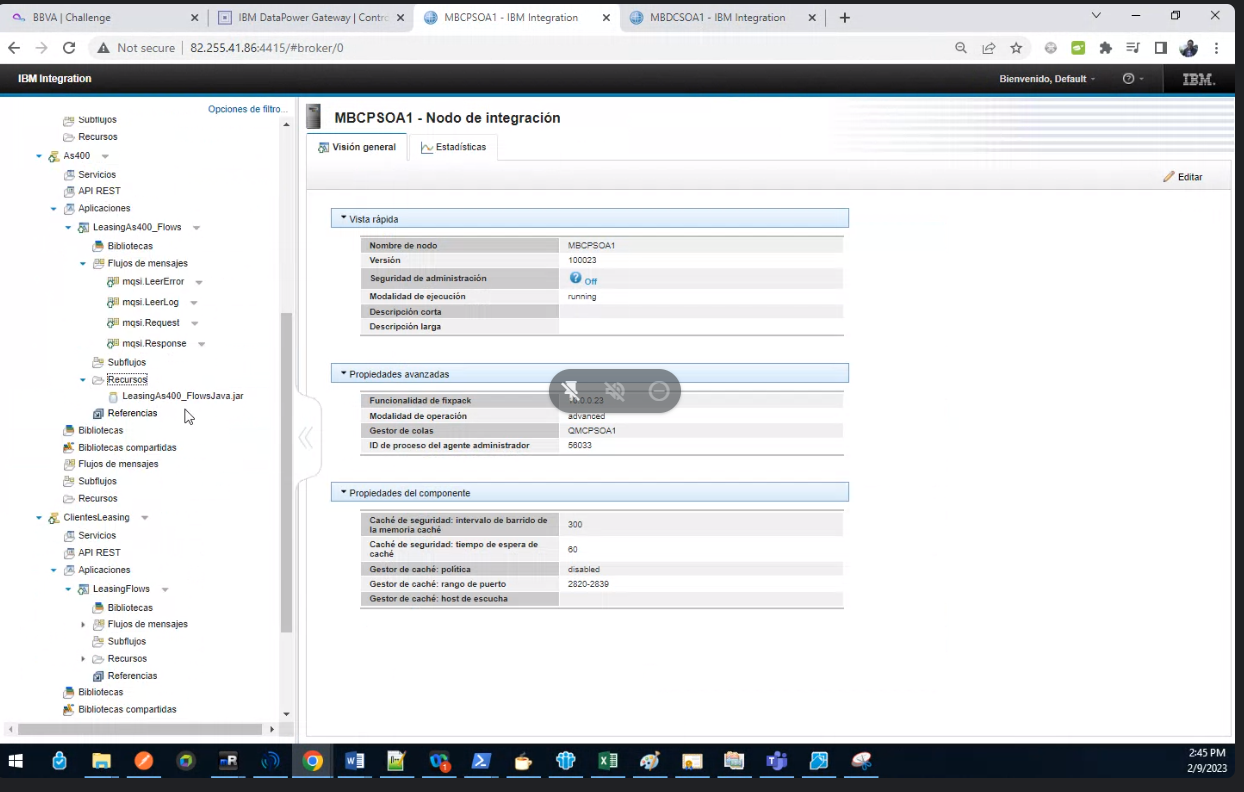 BBVA | Challenge
IBM DataPower Gateway | Contro
MBCPSOA1 - IBM Integration
MBDCSOA1 - IBM Integration
Not secure
82.255.41.86:4415/#broker/0
IBM Integration
Bienvenido, Default
IBM
Opciones de filtro...
Subflujos
Recursos
As400
Servicios
API REST
Aplicaciones
LeasingAs400_Flows
Bibliotecas
Flujos de mensajes
mqsi.LeerError
mqsi.LeerLog
mqsi.Request
mqsi.Response
Subflujos
Recursos
LeasingAs400_FlowsJava.jar
Referencias
Bibliotecas
Bibliotecas compartidas
Flujos de mensajes
Subflujos
Recursos
ClientesLeasing
Servicios
API REST
Aplicaciones
LeasingFlows
Bibliotecas
Flujos de mensajes
Subflujos
Recursos
Referencias
Bibliotecas
Bibliotecas compartidas
MBCPSOA1 - Nodo de integración
Visión general
Estadísticas
Editar
Vista rápida
Nombre de nodo MBCPSOA1
Versión 100023
Seguridad de administración Off
Modalidad de ejecución running
Descripción corta
Descripción larga
Propiedades avanzadas
Funcionalidad de fixpack
Modalidad de operación advanced
Gestor de colas QMCPSOA1
ID de proceso del agente administrador 56033
Propiedades del componente
Caché de seguridad: intervalo de barrido de
la memoria caché 300
Caché de seguridad: tiempo de espera de
caché 60
Gestor de caché: política disabled
Gestor de caché: rango de puerto 2820-2839
Gestor de caché: host de escucha
2:45 PM
2/9/2023